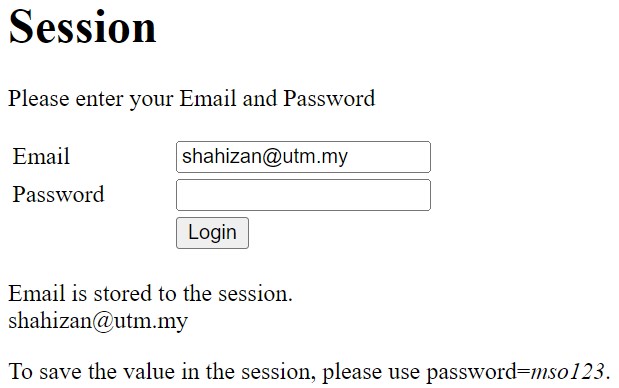 Session
Please enter your Email and Password
Email shahizan@utm.my
Password
Login
Email is stored to the session.
shahizan@utm.my
To save the value in the session, please use password=mso123.